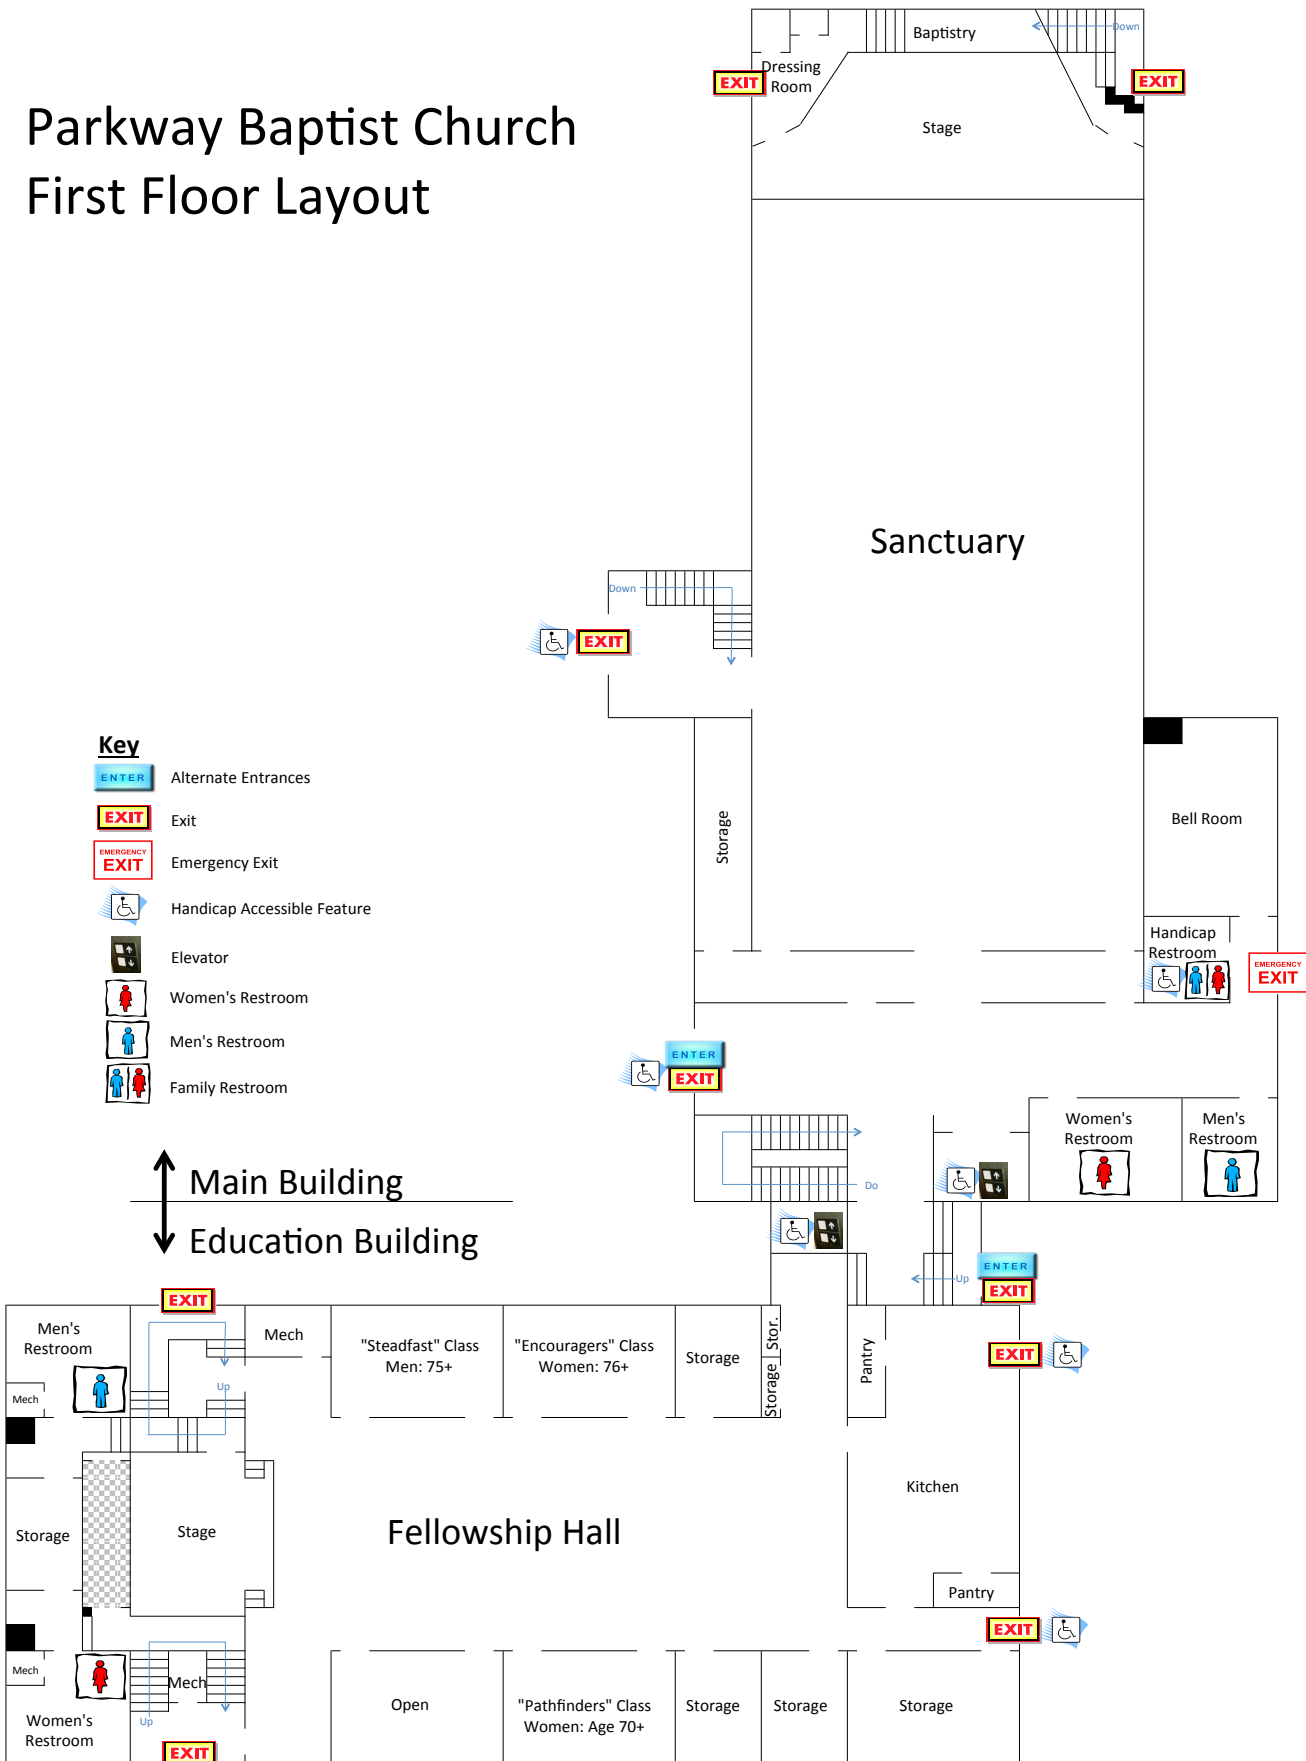 Parkway Baptist Church
First Floor Layout
Baptistry
Down
Dressing
Room
EXIT
EXIT
Stage
Sanctuary
Down
EXIT
Key
ENTER
Alternate Entrances
EXIT
Exit
EMERGENCY
EXIT
Emergency Exit
Handicap Accessible Feature
Elevator
Women's Restroom
Men's Restroom
Family Restroom
Storage
Bell Room
Handicap
Restroom
EMERGENCY
EXIT
ENTER
EXIT
Women's
Restroom
Men's
Restroom
Do
Main Building
Education Building
Up
ENTER
EXIT
EXIT
Men's
Restroom
Mech
Mech
Up
"Steadfast" Class
Men: 75+
"Encouragers" Class
Women: 76+
Storage
Stor.
Storage
Pantry
EXIT
Kitchen
Storage
Stage
Fellowship Hall
Pantry
EXIT
Mech
Women's
Restroom
Up
Mech
EXIT
Open
"Pathfinders" Class
Women: Age 70+
Storage
Storage
Storage